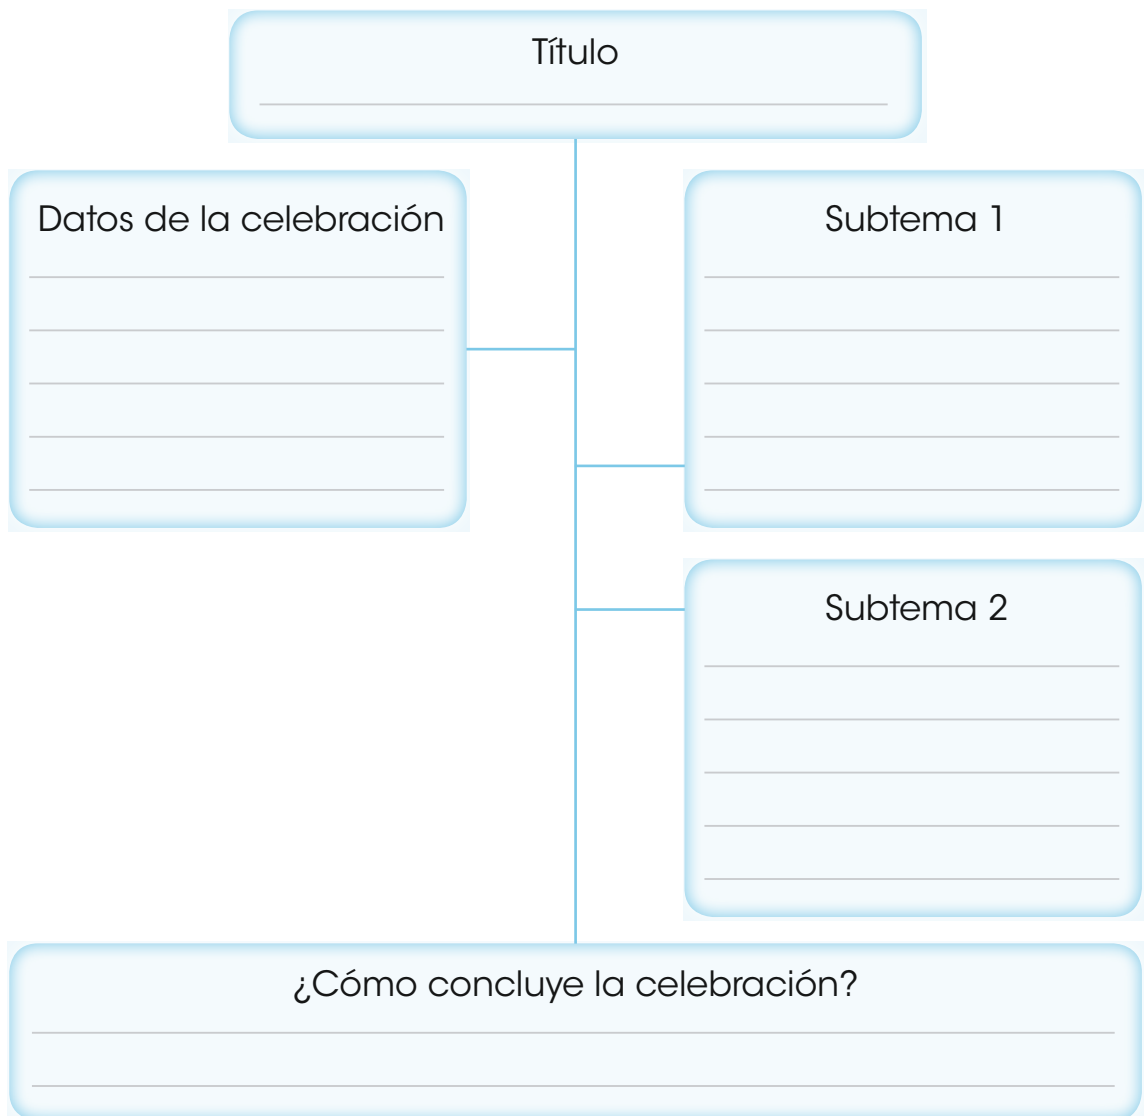 Título
Datos de la celebración
Subtema 1
Subtema 2
¿Cómo concluye la celebración?